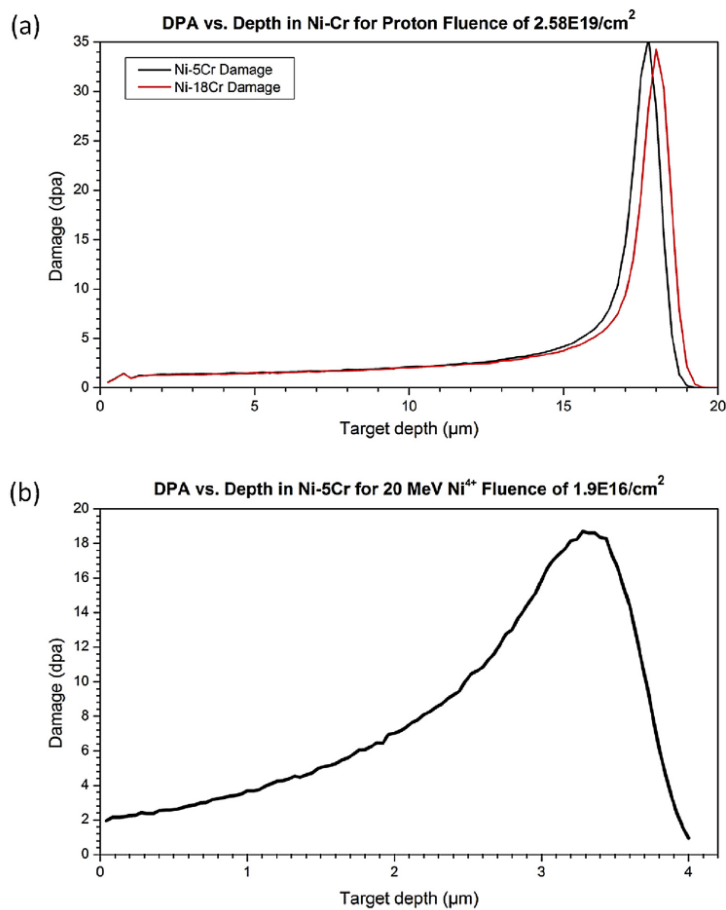 (a)
DPA vs. Depth in Ni-Cr for Proton Fluence of 2.58E19/cm²
35
30
25
20
15
10
5
0
Damage (dpa)
Ni-5Cr Damage
Ni-18Cr Damage
0 5 10 15 20
Target depth (µm)
(b)
DPA vs. Depth in Ni-5Cr for 20 MeV Ni⁴⁺ Fluence of 1.9E16/cm²
20
18
16
14
12
10
8
6
4
2
0
Damage (dpa)
0 1 2 3 4
Target depth (µm)